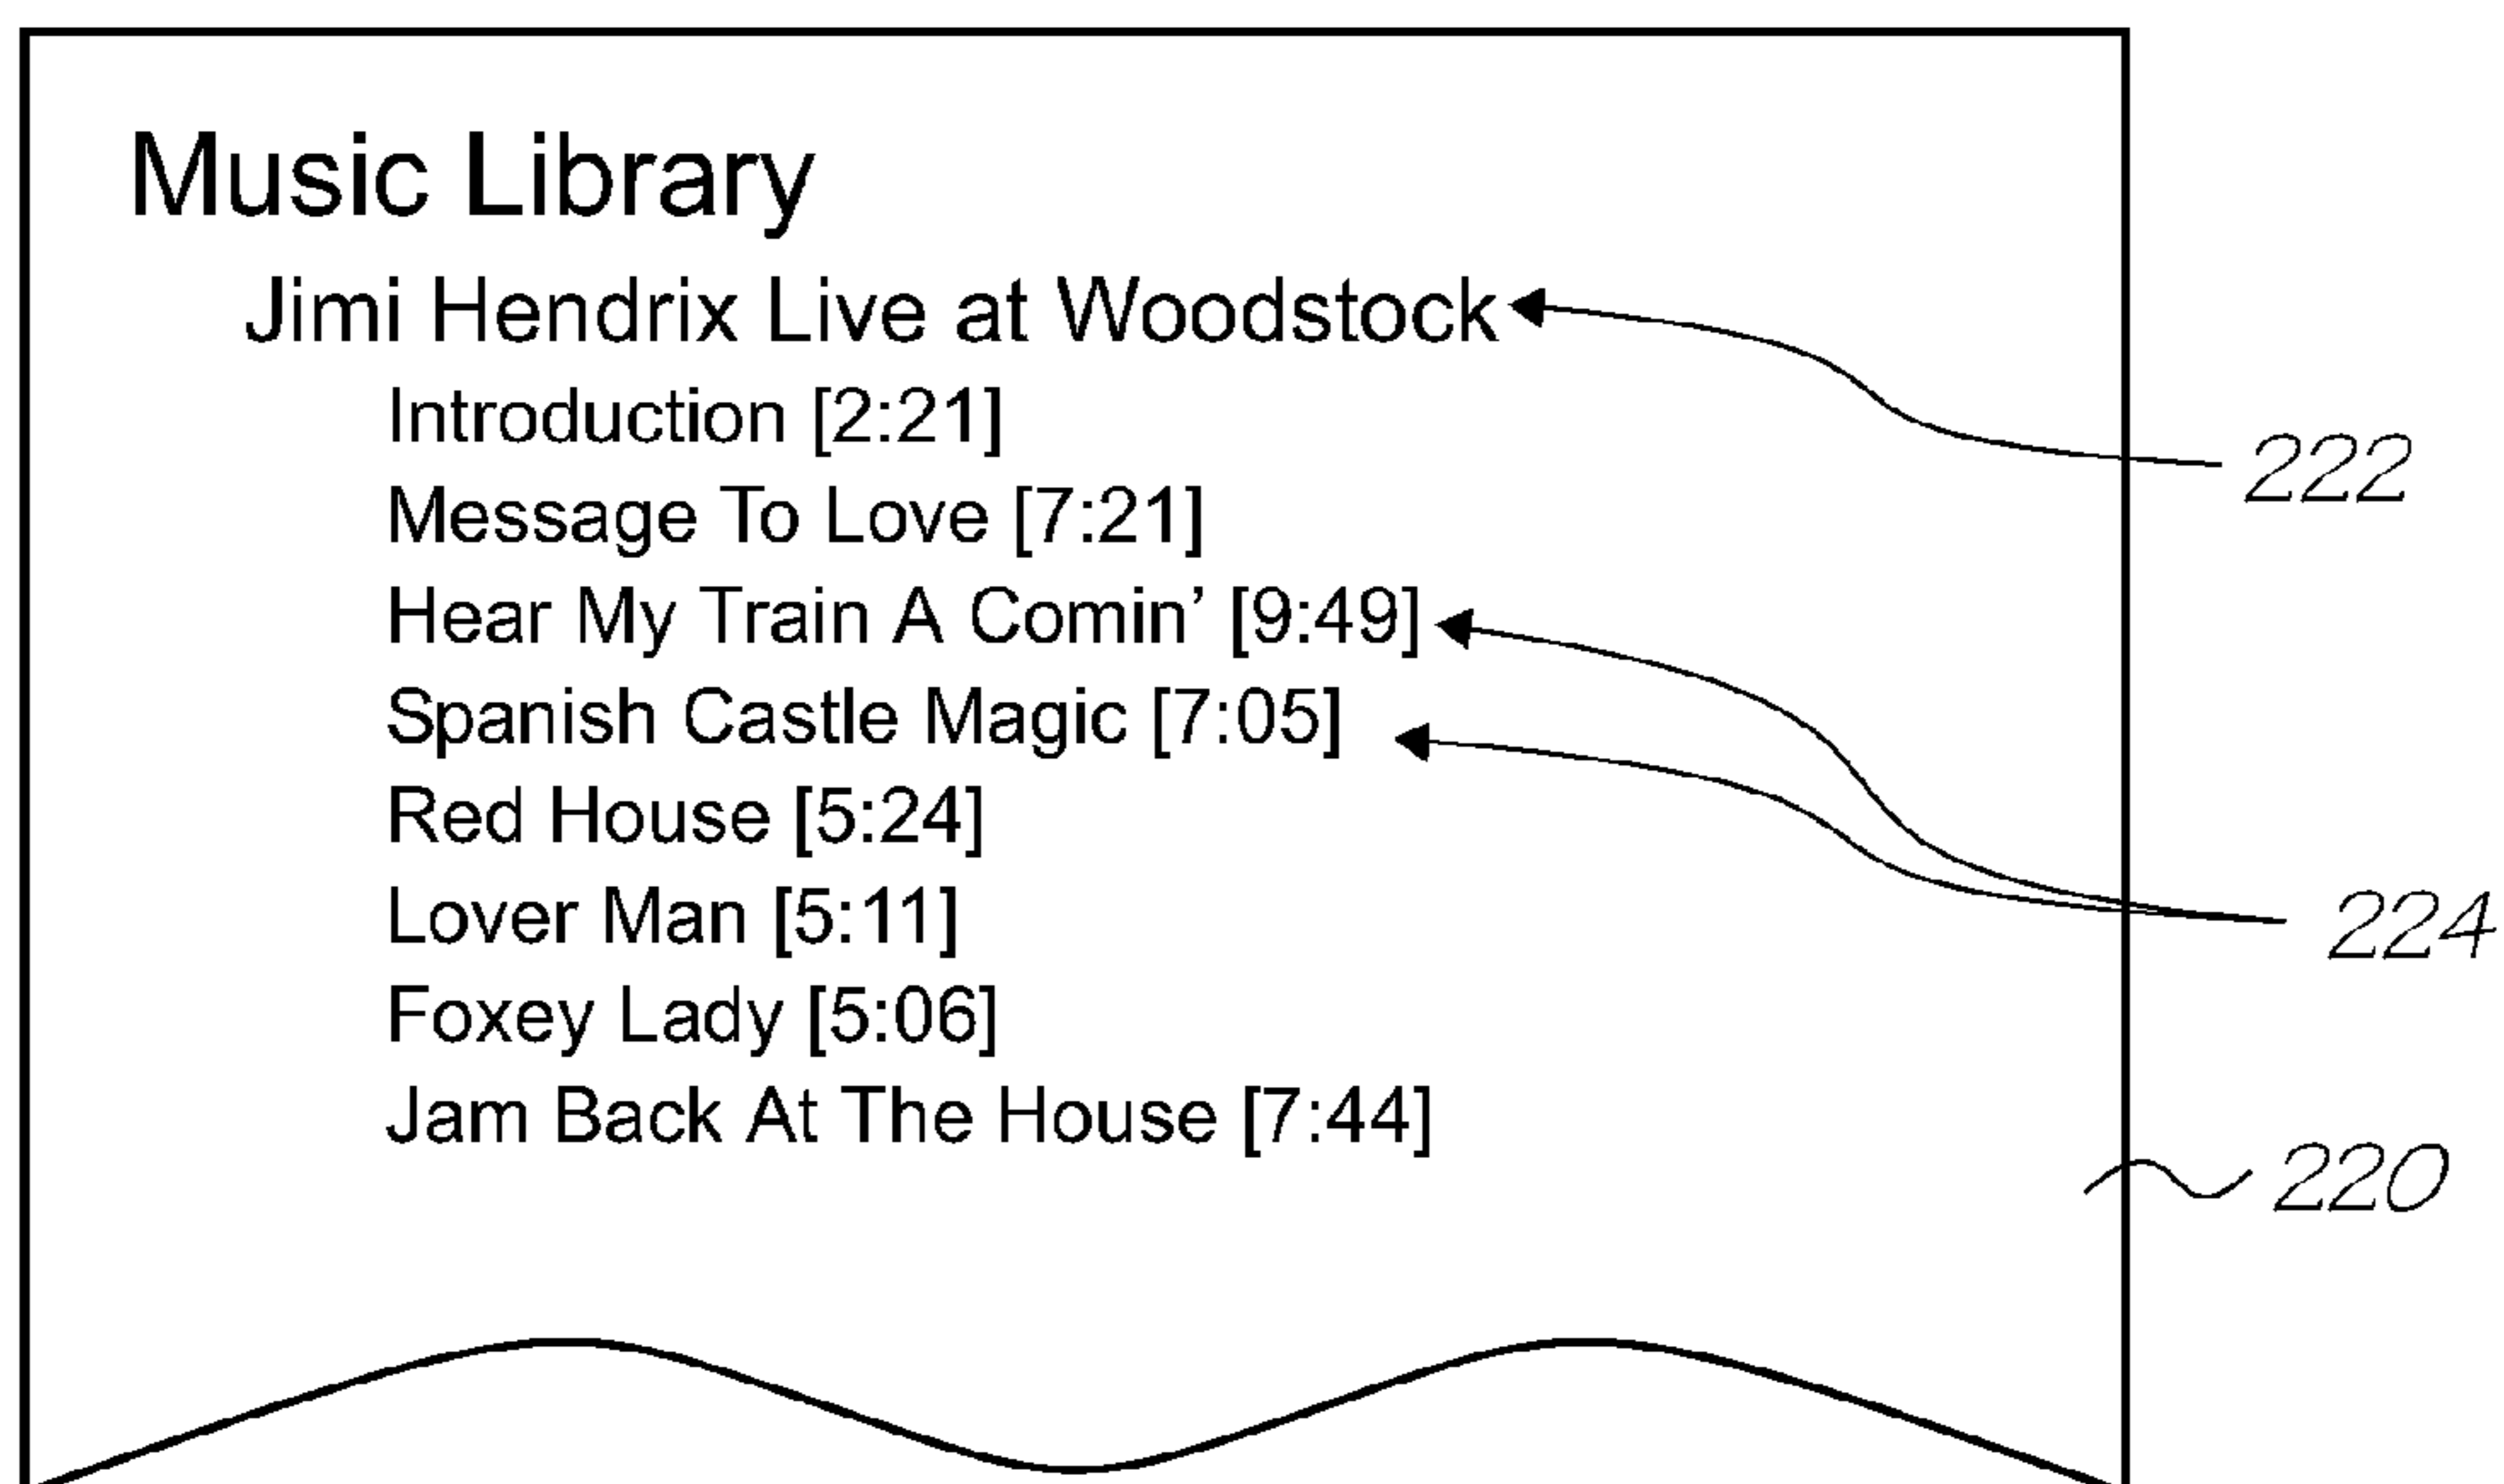 Music Library
Jimi Hendrix Live at Woodstock
Introduction [2:21]
222
Message To Love [7:21]
Hear My Train A Comin’ [9:49]
Spanish Castle Magic [7:05]
Red House [5:24]
Lover Man [5:11]
224
Foxey Lady [5:06]
Jam Back At The House [7:44]
220